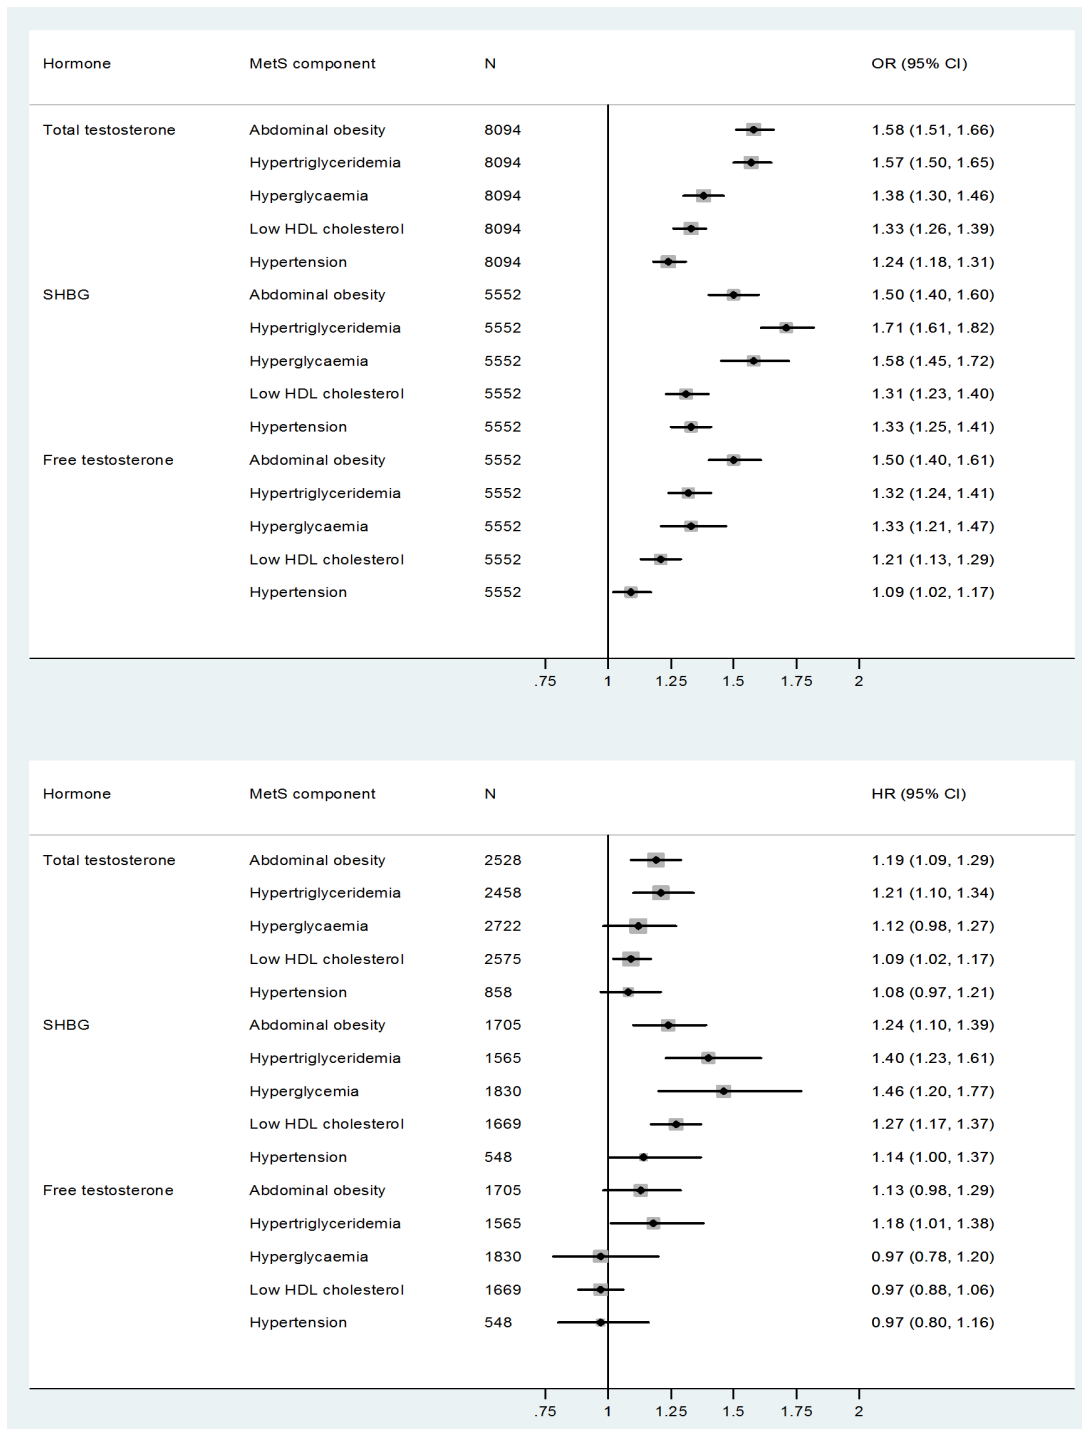 Hormone MetS component N OR (95% CI)
Total testosterone Abdominal obesity 8094 1.58 (1.51, 1.66)
Hypertriglyceridemia 8094 1.57 (1.50, 1.65)
Hyperglycaemia 8094 1.38 (1.30, 1.46)
Low HDL cholesterol 8094 1.33 (1.26, 1.39)
Hypertension 8094 1.24 (1.18, 1.31)
SHBG Abdominal obesity 5552 1.50 (1.40, 1.60)
Hypertriglyceridemia 5552 1.71 (1.61, 1.82)
Hyperglycaemia 5552 1.58 (1.45, 1.72)
Low HDL cholesterol 5552 1.31 (1.23, 1.40)
Hypertension 5552 1.33 (1.25, 1.41)
Free testosterone Abdominal obesity 5552 1.50 (1.40, 1.61)
Hypertriglyceridemia 5552 1.32 (1.24, 1.41)
Hyperglycaemia 5552 1.33 (1.21, 1.47)
Low HDL cholesterol 5552 1.21 (1.13, 1.29)
Hypertension 5552 1.09 (1.02, 1.17)
.75 1 1.25 1.5 1.75 2
Hormone MetS component N HR (95% CI)
Total testosterone Abdominal obesity 2528 1.19 (1.09, 1.29)
Hypertriglyceridemia 2458 1.21 (1.10, 1.34)
Hyperglycaemia 2722 1.12 (0.98, 1.27)
Low HDL cholesterol 2575 1.09 (1.02, 1.17)
Hypertension 858 1.08 (0.97, 1.21)
SHBG Abdominal obesity 1705 1.24 (1.10, 1.39)
Hypertriglyceridemia 1565 1.40 (1.23, 1.61)
Hyperglycemia 1830 1.46 (1.20, 1.77)
Low HDL cholesterol 1669 1.27 (1.17, 1.37)
Hypertension 548 1.14 (1.00, 1.37)
Free testosterone Abdominal obesity 1705 1.13 (0.98, 1.29)
Hypertriglyceridemia 1565 1.18 (1.01, 1.38)
Hyperglycaemia 1830 0.97 (0.78, 1.20)
Low HDL cholesterol 1669 0.97 (0.88, 1.06)
Hypertension 548 0.97 (0.80, 1.16)
.75 1 1.25 1.5 1.75 2